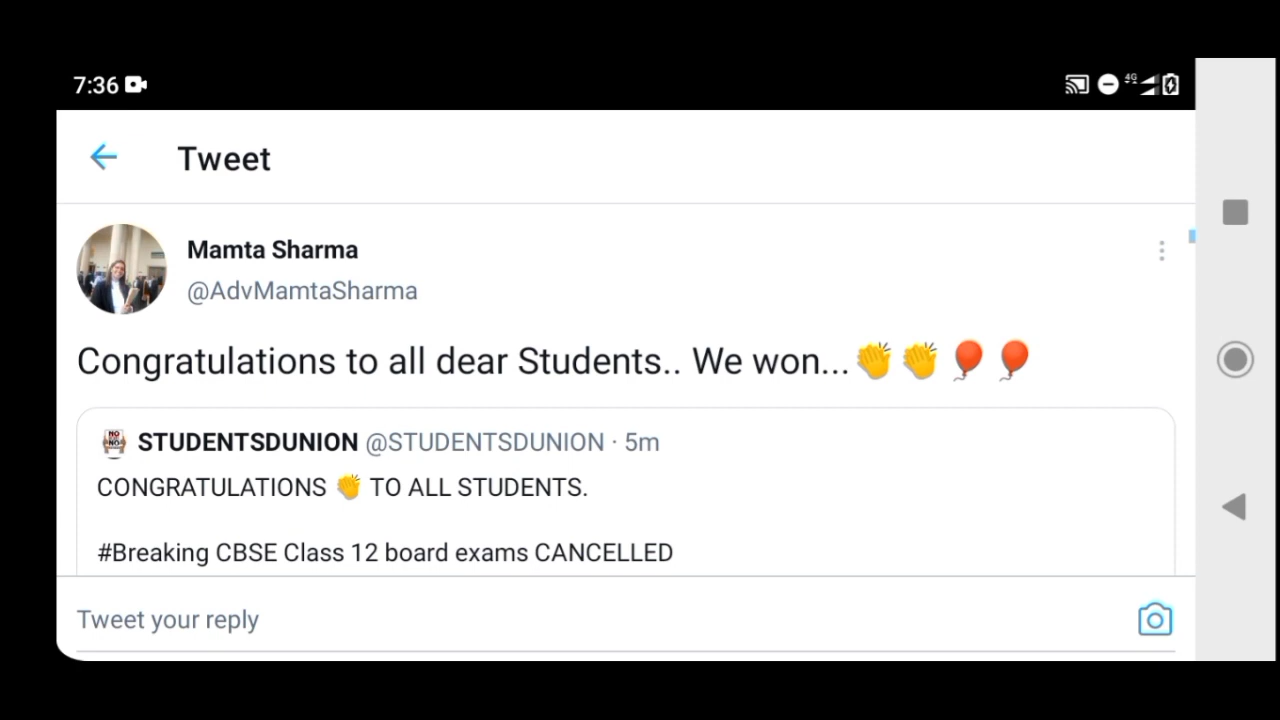 7:36
4G
Tweet
Mamta Sharma
@AdvMamtaSharma
Congratulations to all dear Students.. We won...👏👏🎈🎈
STUDENTSDUNION @STUDENTSDUNION · 5m
CONGRATULATIONS 👏 TO ALL STUDENTS.
#Breaking CBSE Class 12 board exams CANCELLED
Tweet your reply